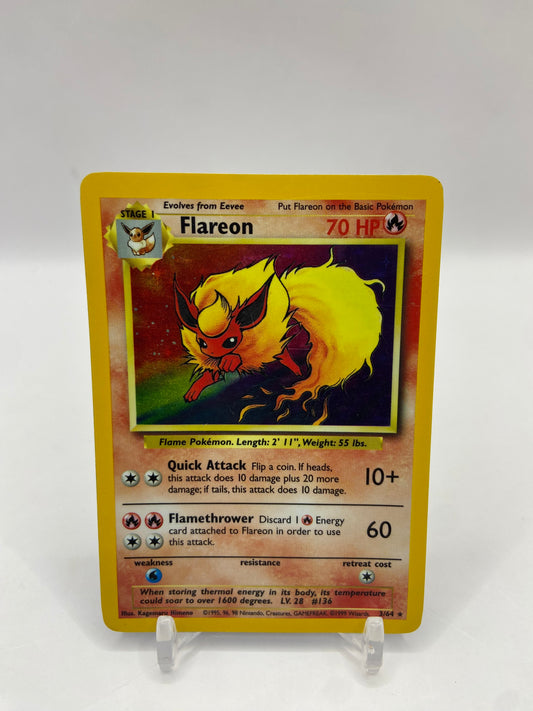 Evolves from Eevee
Put Flareon on the Basic Pokémon
STAGE 1
Flareon
70 HP
Flame Pokémon. Length: 2' 11", Weight: 55 lbs.
Quick Attack Flip a coin. If heads,
this attack does 10 damage plus 20 more
damage; if tails, this attack does 10 damage.
10+
Flamethrower Discard 1 Energy
card attached to Flareon in order to use
this attack.
60
weakness
resistance
retreat cost
When storing thermal energy in its body, its temperature
could soar to over 1600 degrees. LV. 28 #136
Illus. Kagemaru Himeno
©1995, 96, 98 Nintendo, Creatures, GAMEFREAK. ©1999 Wizards.
3/64 ★